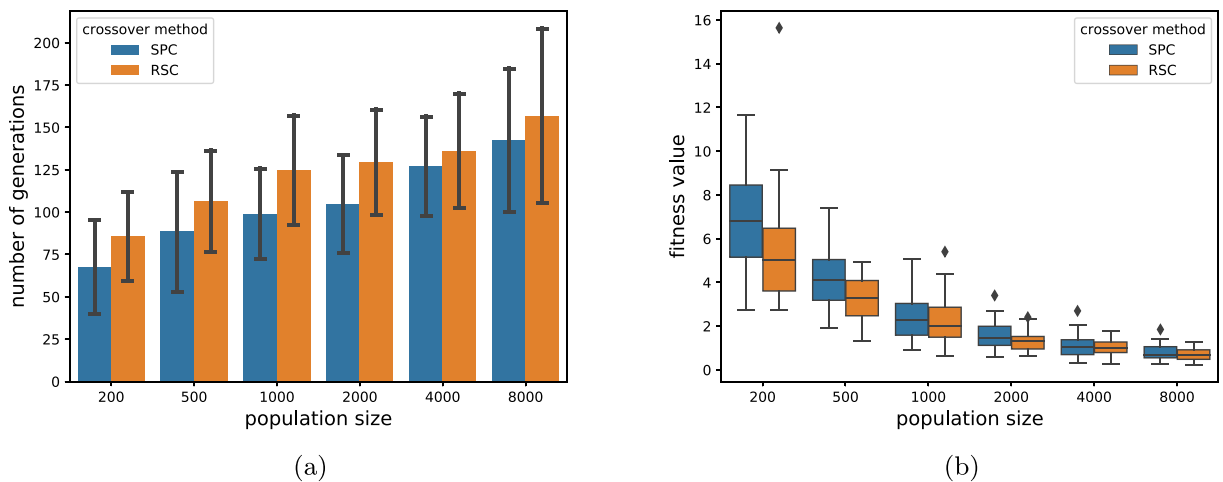 crossover method
SPC
RSC
number of generations
200
175
150
125
100
75
50
25
0
200 500 1000 2000 4000 8000
population size
(a)
crossover method
SPC
RSC
fitness value
16
14
12
10
8
6
4
2
0
200 500 1000 2000 4000 8000
population size
(b)